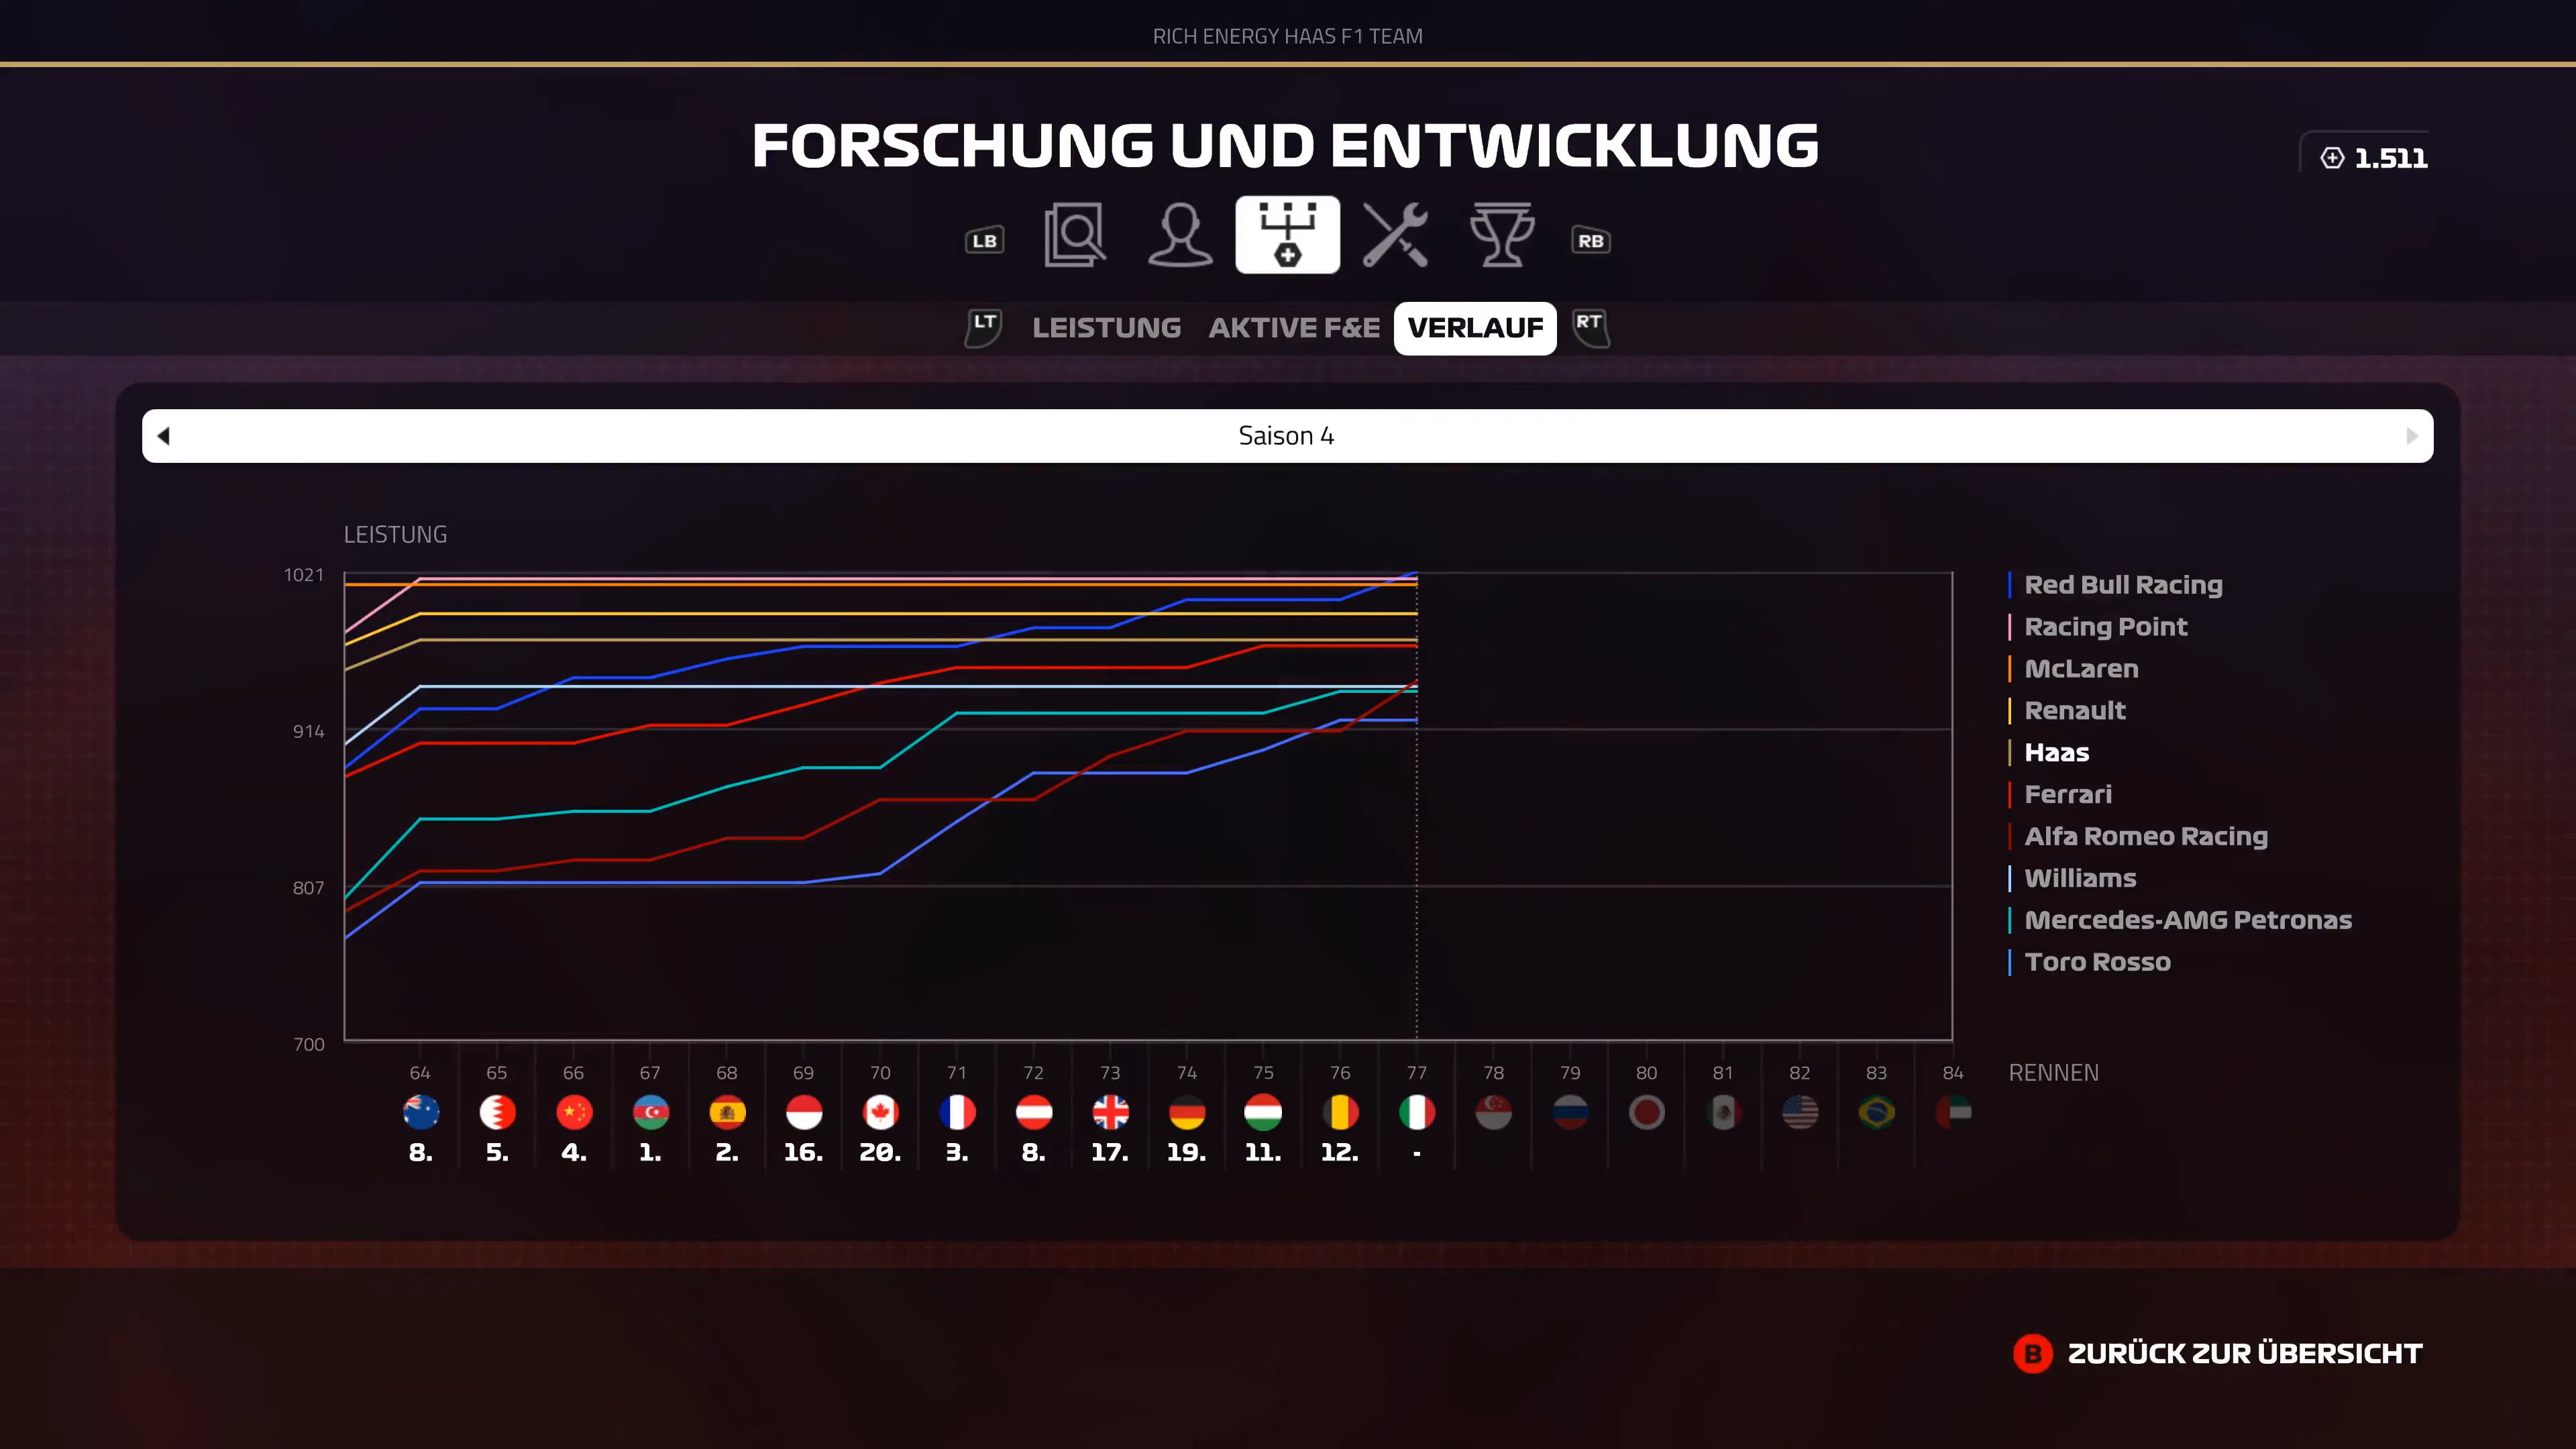 RICH ENERGY HAAS F1 TEAM
FORSCHUNG UND ENTWICKLUNG
1.511
LB
RB
LT LEISTUNG AKTIVE F&E VERLAUF RT
Saison 4
LEISTUNG
1021
914
807
700
Red Bull Racing
Racing Point
McLaren
Renault
Haas
Ferrari
Alfa Romeo Racing
Williams
Mercedes-AMG Petronas
Toro Rosso
64 65 66 67 68 69 70 71 72 73 74 75 76 77 78 79 80 81 82 83 84 RENNEN
8. 5. 4. 1. 2. 16. 20. 3. 8. 17. 19. 11. 12. -
B ZURÜCK ZUR ÜBERSICHT